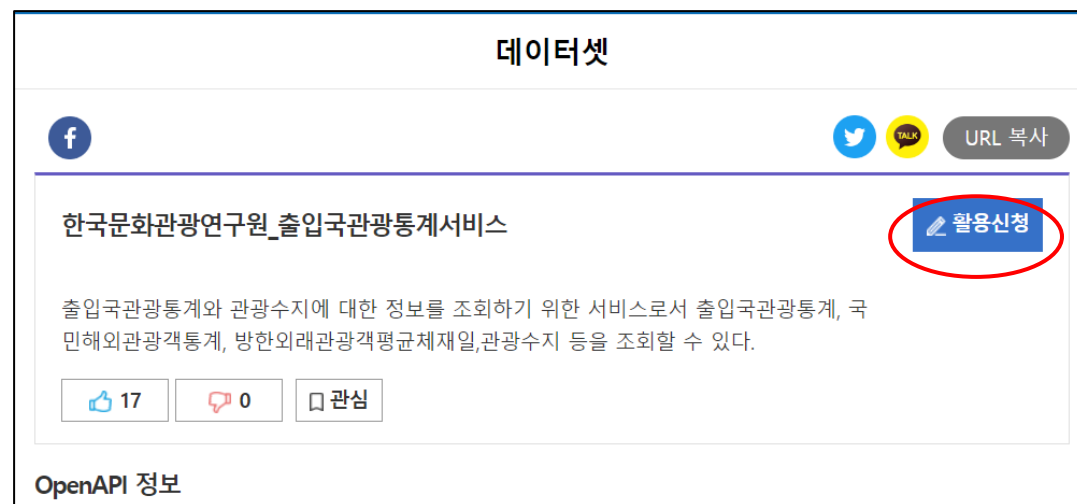 데이터셋
f
TALK
URL 복사
한국문화관광연구원_출입국관광통계서비스
활용신청
출입국관광통계와 관광수지에 대한 정보를 조회하기 위한 서비스로서 출입국관광통계, 국
민해외관광객통계, 방한외래관광객평균체재일,관광수지 등을 조회할 수 있다.
17
0
관심
OpenAPI 정보